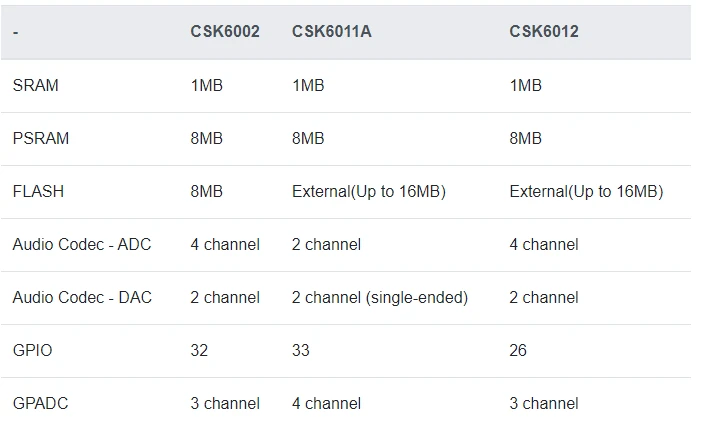 - CSK6002 CSK6011A CSK6012
SRAM 1MB 1MB 1MB
PSRAM 8MB 8MB 8MB
FLASH 8MB External(Up to 16MB) External(Up to 16MB)
Audio Codec - ADC 4 channel 2 channel 4 channel
Audio Codec - DAC 2 channel 2 channel (single-ended) 2 channel
GPIO 32 33 26
GPADC 3 channel 4 channel 3 channel